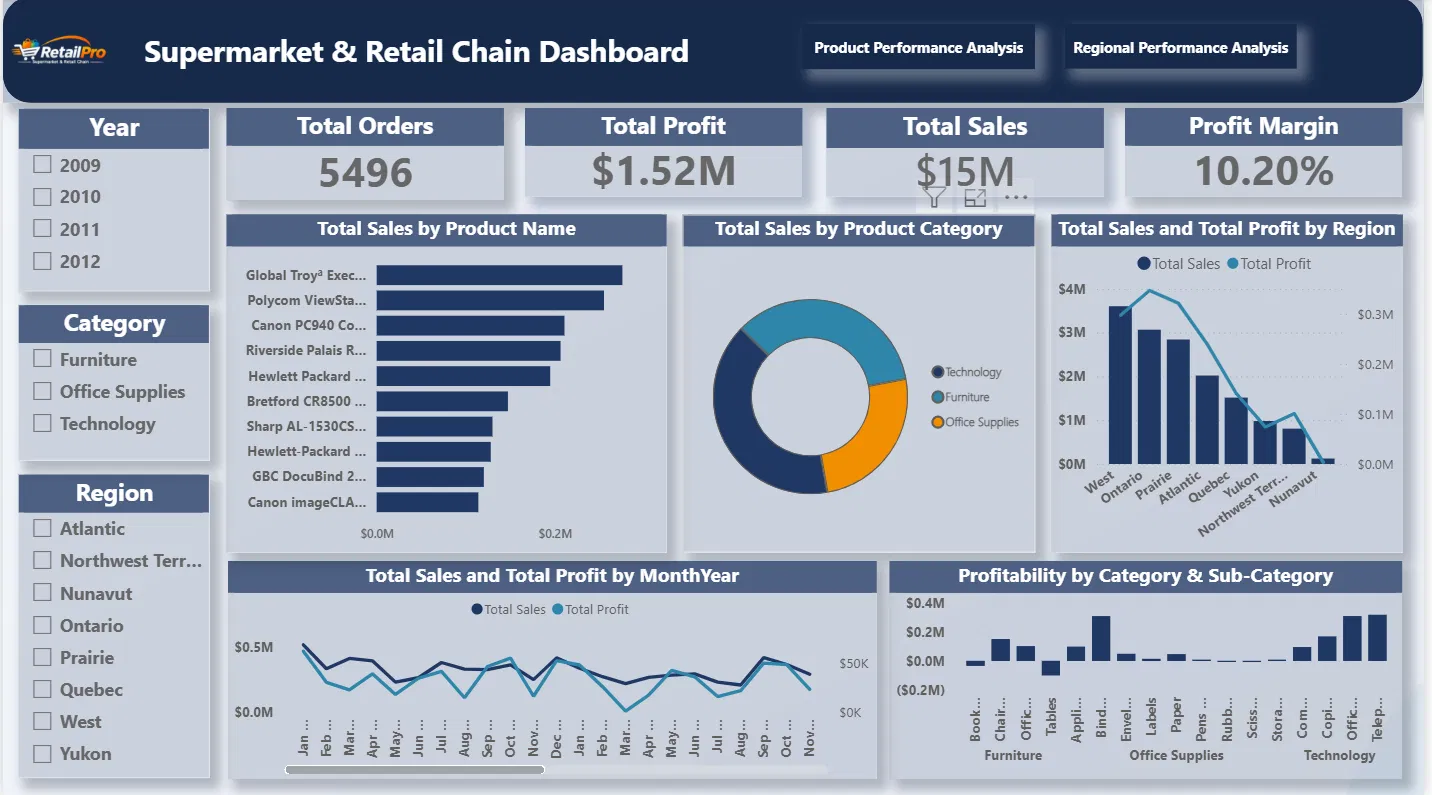 RetailPro
Supermarket & Retail Chain
Supermarket & Retail Chain Dashboard
Product Performance Analysis
Regional Performance Analysis
Year
2009
2010
2011
2012
Category
Furniture
Office Supplies
Technology
Region
Atlantic
Northwest Terr...
Nunavut
Ontario
Prairie
Quebec
West
Yukon
Total Orders
5496
Total Profit
$1.52M
Total Sales
$15M
Profit Margin
10.20%
Total Sales by Product Name
Global Troyª Exec...
Polycom ViewSta...
Canon PC940 Co...
Riverside Palais R...
Hewlett Packard ...
Bretford CR8500 ...
Sharp AL-1530CS...
Hewlett-Packard ...
GBC DocuBind 2...
Canon imageCLA...
$0.0M $0.2M
Total Sales by Product Category
Technology
Furniture
Office Supplies
Total Sales and Total Profit by Region
Total Sales Total Profit
$4M
$3M
$2M
$1M
$0M
$0.3M
$0.2M
$0.1M
$0.0M
West
Ontario
Prairie
Atlantic
Quebec
Yukon
Northwest Terr...
Nunavut
Total Sales and Total Profit by MonthYear
Total Sales Total Profit
$0.5M
$0.0M
$50K
$0K
Jan ...
Feb...
Mar...
Apr ...
May...
Jun ...
Jul ...
Aug...
Sep ...
Oct ...
Nov...
Dec ...
Jan ...
Feb ...
Mar...
Apr ...
May...
Jun ...
Jul ...
Aug...
Sep ...
Oct ...
Nov...
Profitability by Category & Sub-Category
$0.4M
$0.2M
$0.0M
($0.2M)
Book...
Chair...
Offic...
Tables
Appli...
Bind...
Envel...
Labels
Paper
Pens ...
Rubb...
Sciss...
Stora...
Com...
Copi...
Offic...
Telep...
Furniture
Office Supplies
Technology